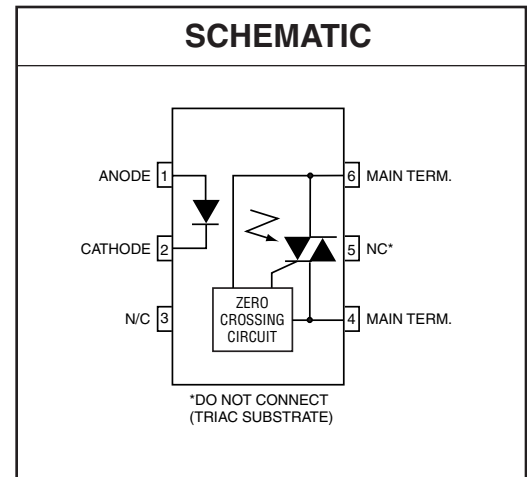 SCHEMATIC
ANODE 1
6 MAIN TERM.
CATHODE 2
5 NC*
N/C 3
ZERO
CROSSING
CIRCUIT
4 MAIN TERM.
*DO NOT CONNECT
(TRIAC SUBSTRATE)